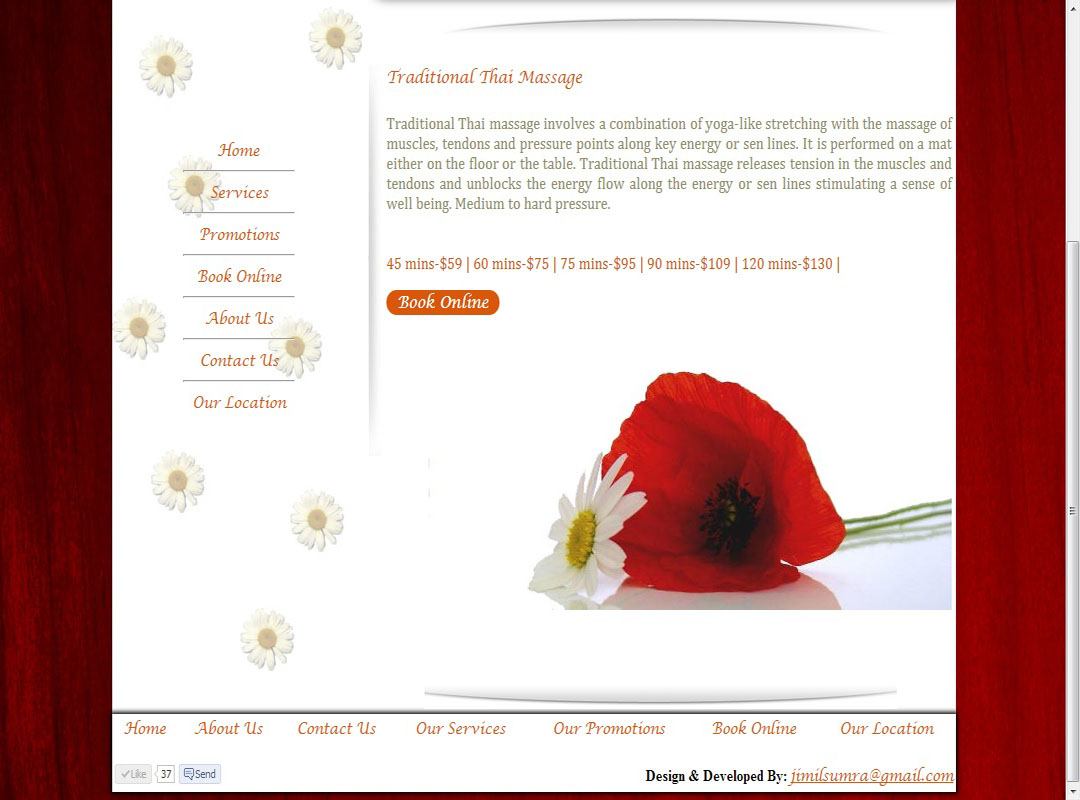 Traditional Thai Massage
Traditional Thai massage involves a combination of yoga-like stretching with the massage of
muscles, tendons and pressure points along key energy or sen lines. It is performed on a mat
either on the floor or the table. Traditional Thai massage releases tension in the muscles and
tendons and unblocks the energy flow along the energy or sen lines stimulating a sense of
well being. Medium to hard pressure.
45 mins-$59 | 60 mins-$75 | 75 mins-$95 | 90 mins-$109 | 120 mins-$130 |
Book Online
Home
Services
Promotions
Book Online
About Us
Contact Us
Our Location
Home About Us Contact Us Our Services Our Promotions Book Online Our Location
Like 37 Send
Design & Developed By: jimilsumra@gmail.com